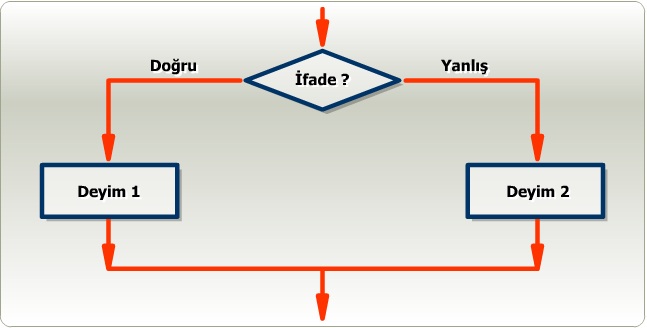 Doğru
İfade ?
Yanlış
Deyim 1
Deyim 2